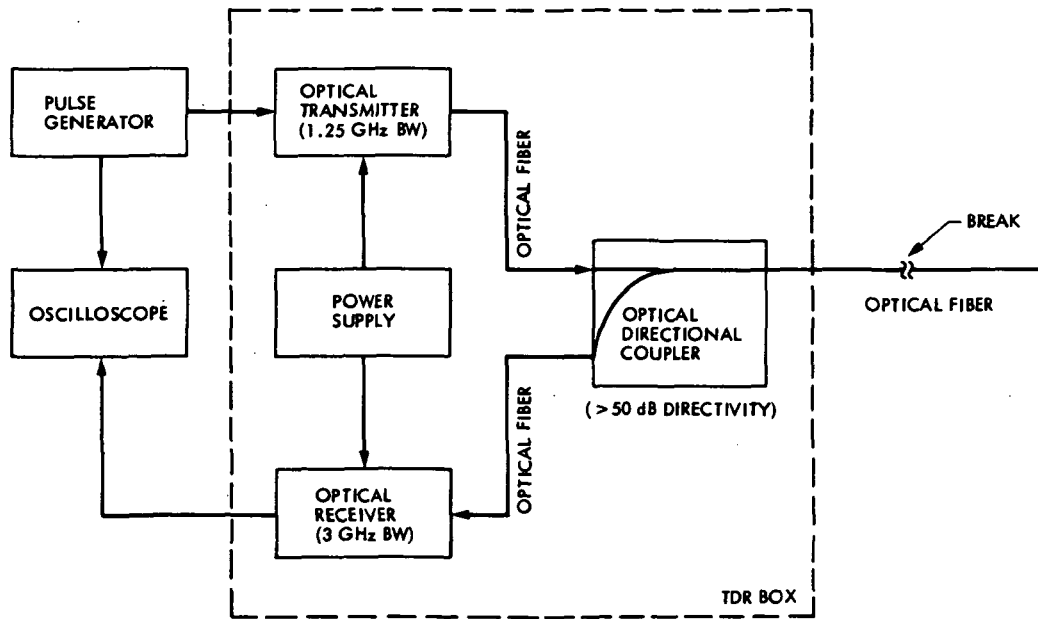 PULSE
GENERATOR
OPTICAL
TRANSMITTER
(1.25 GHz BW)
OPTICAL FIBER
BREAK
OSCILLOSCOPE
POWER
SUPPLY
OPTICAL
DIRECTIONAL
COUPLER
OPTICAL FIBER
(>50 dB DIRECTIVITY)
OPTICAL FIBER
OPTICAL
RECEIVER
(3 GHz BW)
TDR BOX